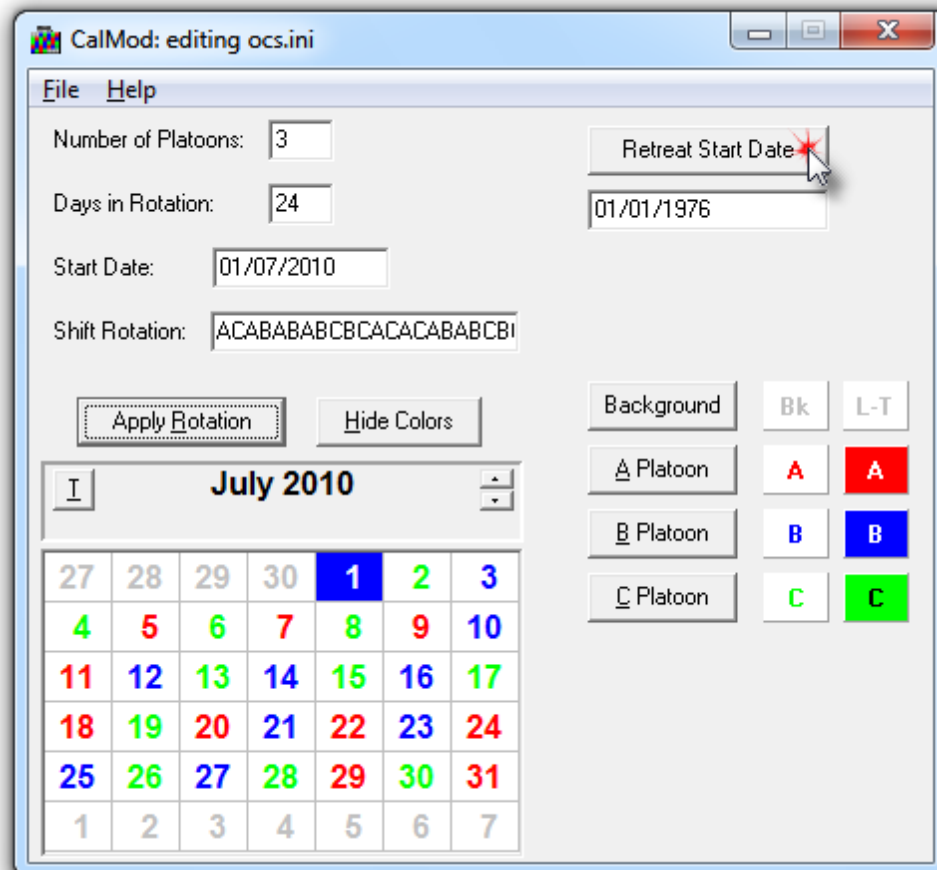 CalMod: editing ocs.ini
File Help
Number of Platoons: 3
Retreat Start Date
Days in Rotation: 24
01/01/1976
Start Date: 01/07/2010
Shift Rotation: ACABABABCBCACACABABCB
Apply Rotation Hide Colors
Background Bk L-T
A Platoon A A
B Platoon B B
C Platoon C C
T July 2010
27 28 29 30 1 2 3
4 5 6 7 8 9 10
11 12 13 14 15 16 17
18 19 20 21 22 23 24
25 26 27 28 29 30 31
1 2 3 4 5 6 7